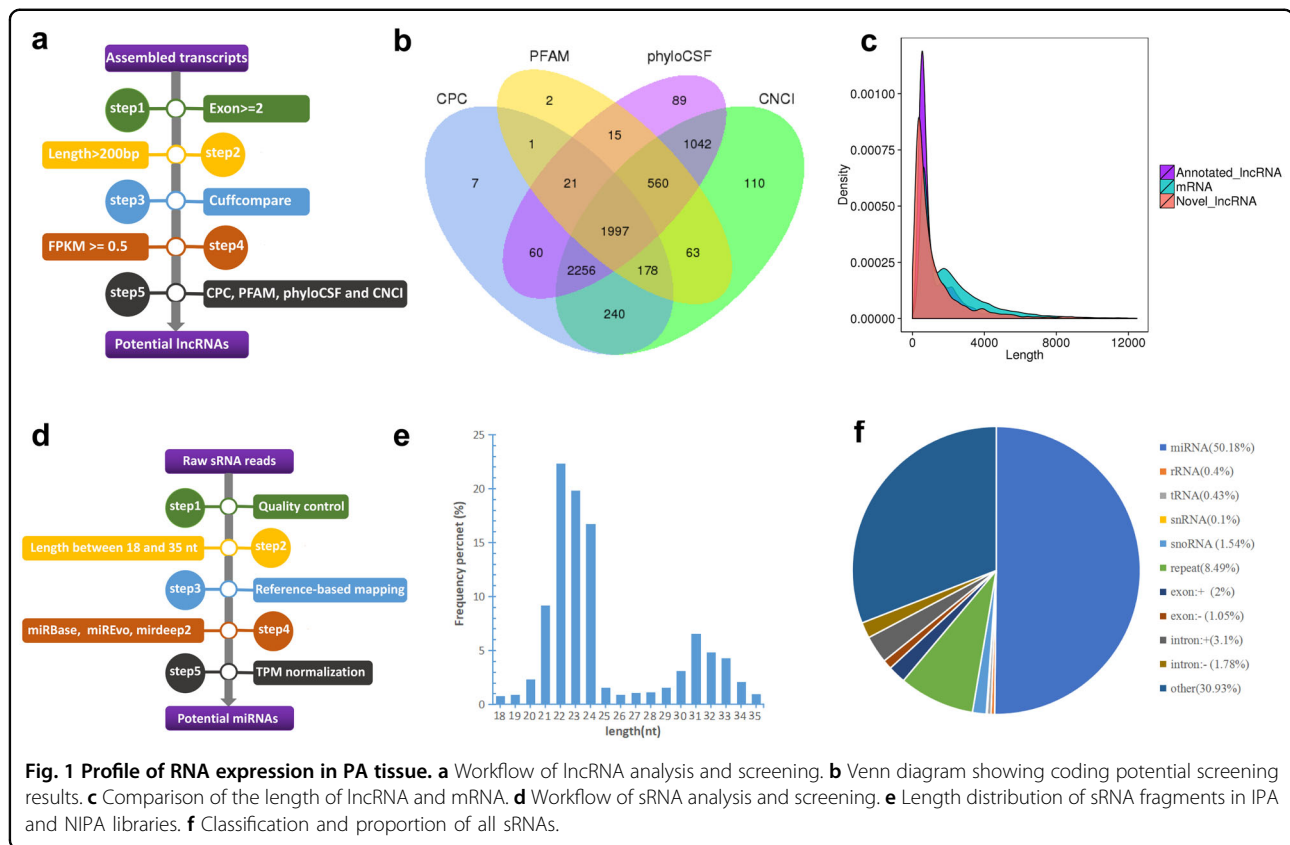 a
Assembled transcripts
step1
Exon>=2
Length>200bp
step2
step3
Cuffcompare
FPKM >= 0.5
step4
step5
CPC, PFAM, phyloCSF and CNCI
Potential lncRNAs
b
PFAM
phyloCSF
CPC
CNCI
2
89
1
15
1042
7
21
560
110
1997
60
63
2256
178
240
c
Density
0.00100
0.00075
0.00050
0.00025
0.00000
0
4000
8000
12000
Length
Annotated_lncRNA
mRNA
Novel_lncRNA
d
Raw sRNA reads
step1
Quality control
Length between 18 and 35 nt
step2
step3
Reference-based mapping
miRBase, miREvo, mirdeep2
step4
step5
TPM normalization
Potential miRNAs
e
Frequency percnet (%)
25
20
15
10
5
0
18 19 20 21 22 23 24 25 26 27 28 29 30 31 32 33 34 35
length(nt)
f
miRNA(50.18%)
rRNA(0.4%)
tRNA(0.43%)
snRNA(0.1%)
snoRNA (1.54%)
repeat(8.49%)
exon:+ (2%)
exon:- (1.05%)
intron:+(3.1%)
intron:- (1.78%)
other(30.93%)
Fig. 1 Profile of RNA expression in PA tissue. a Workflow of lncRNA analysis and screening. b Venn diagram showing coding potential screening
results. c Comparison of the length of lncRNA and mRNA. d Workflow of sRNA analysis and screening. e Length distribution of sRNA fragments in IPA
and NIPA libraries. f Classification and proportion of all sRNAs.